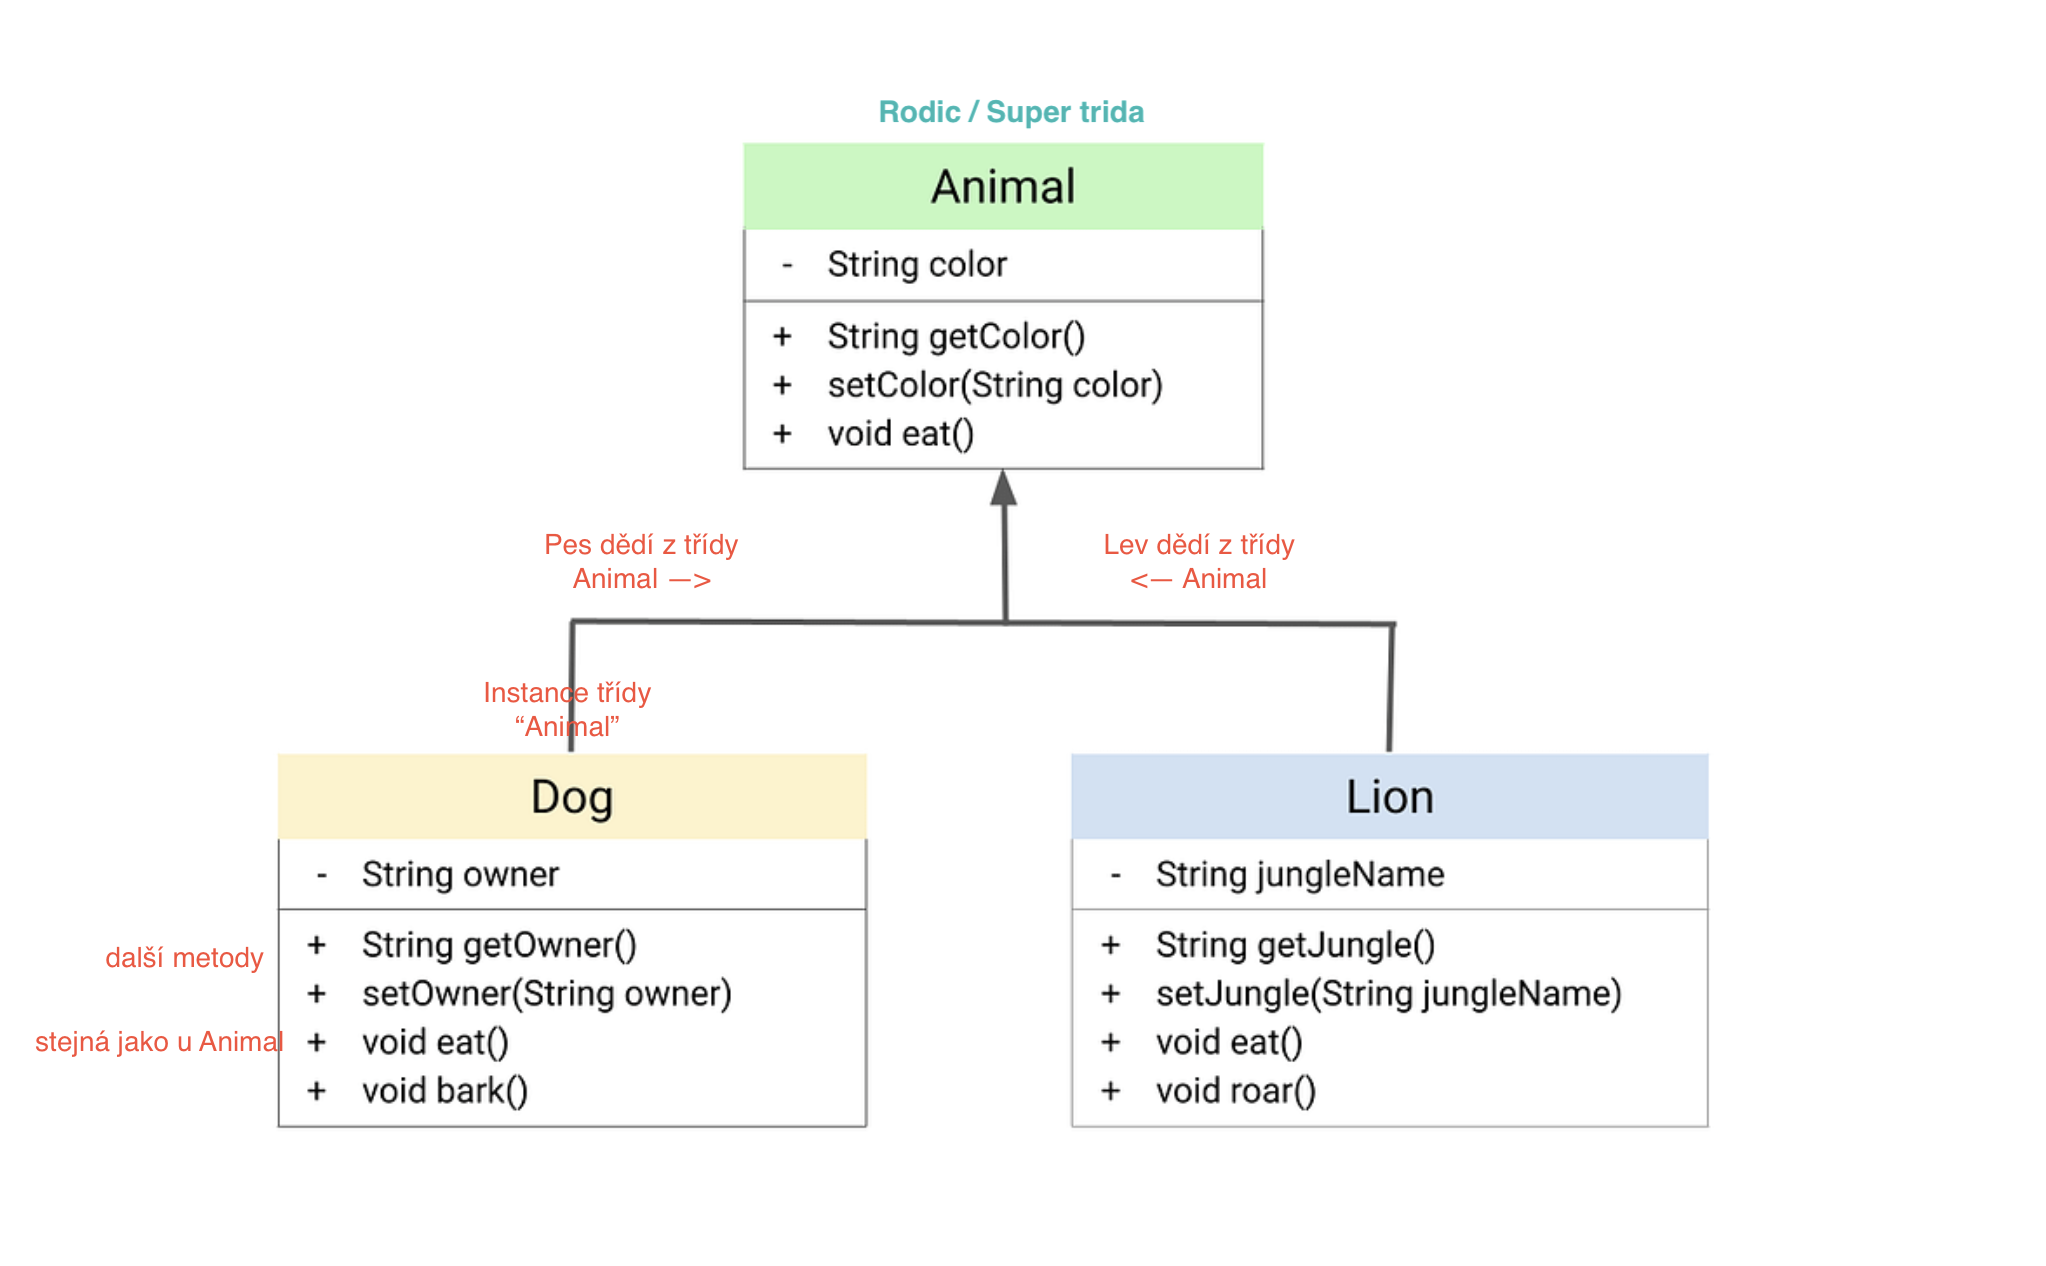 Rodic / Super trida
Animal
- String color
+ String getColor()
+ setColor(String color)
+ void eat()
Pes dědí z třídy
Animal —>
Lev dědí z třídy
<— Animal
Instance třídy
“Animal”
Dog
- String owner
další metody
+ String getOwner()
+ setOwner(String owner)
stejná jako u Animal
+ void eat()
+ void bark()
Lion
- String jungleName
+ String getJungle()
+ setJungle(String jungleName)
+ void eat()
+ void roar()